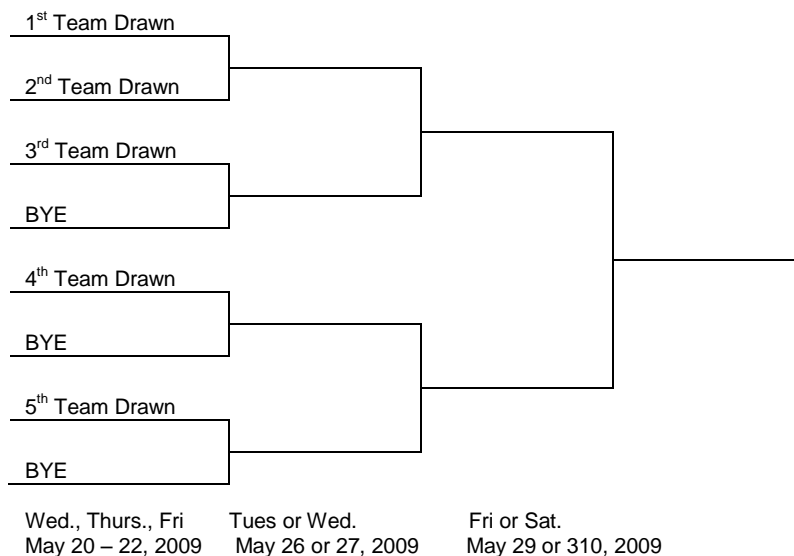 1st Team Drawn
2nd Team Drawn
3rd Team Drawn
BYE
4th Team Drawn
BYE
5th Team Drawn
BYE
Wed., Thurs., Fri Tues or Wed. Fri or Sat.
May 20 – 22, 2009 May 26 or 27, 2009 May 29 or 310, 2009